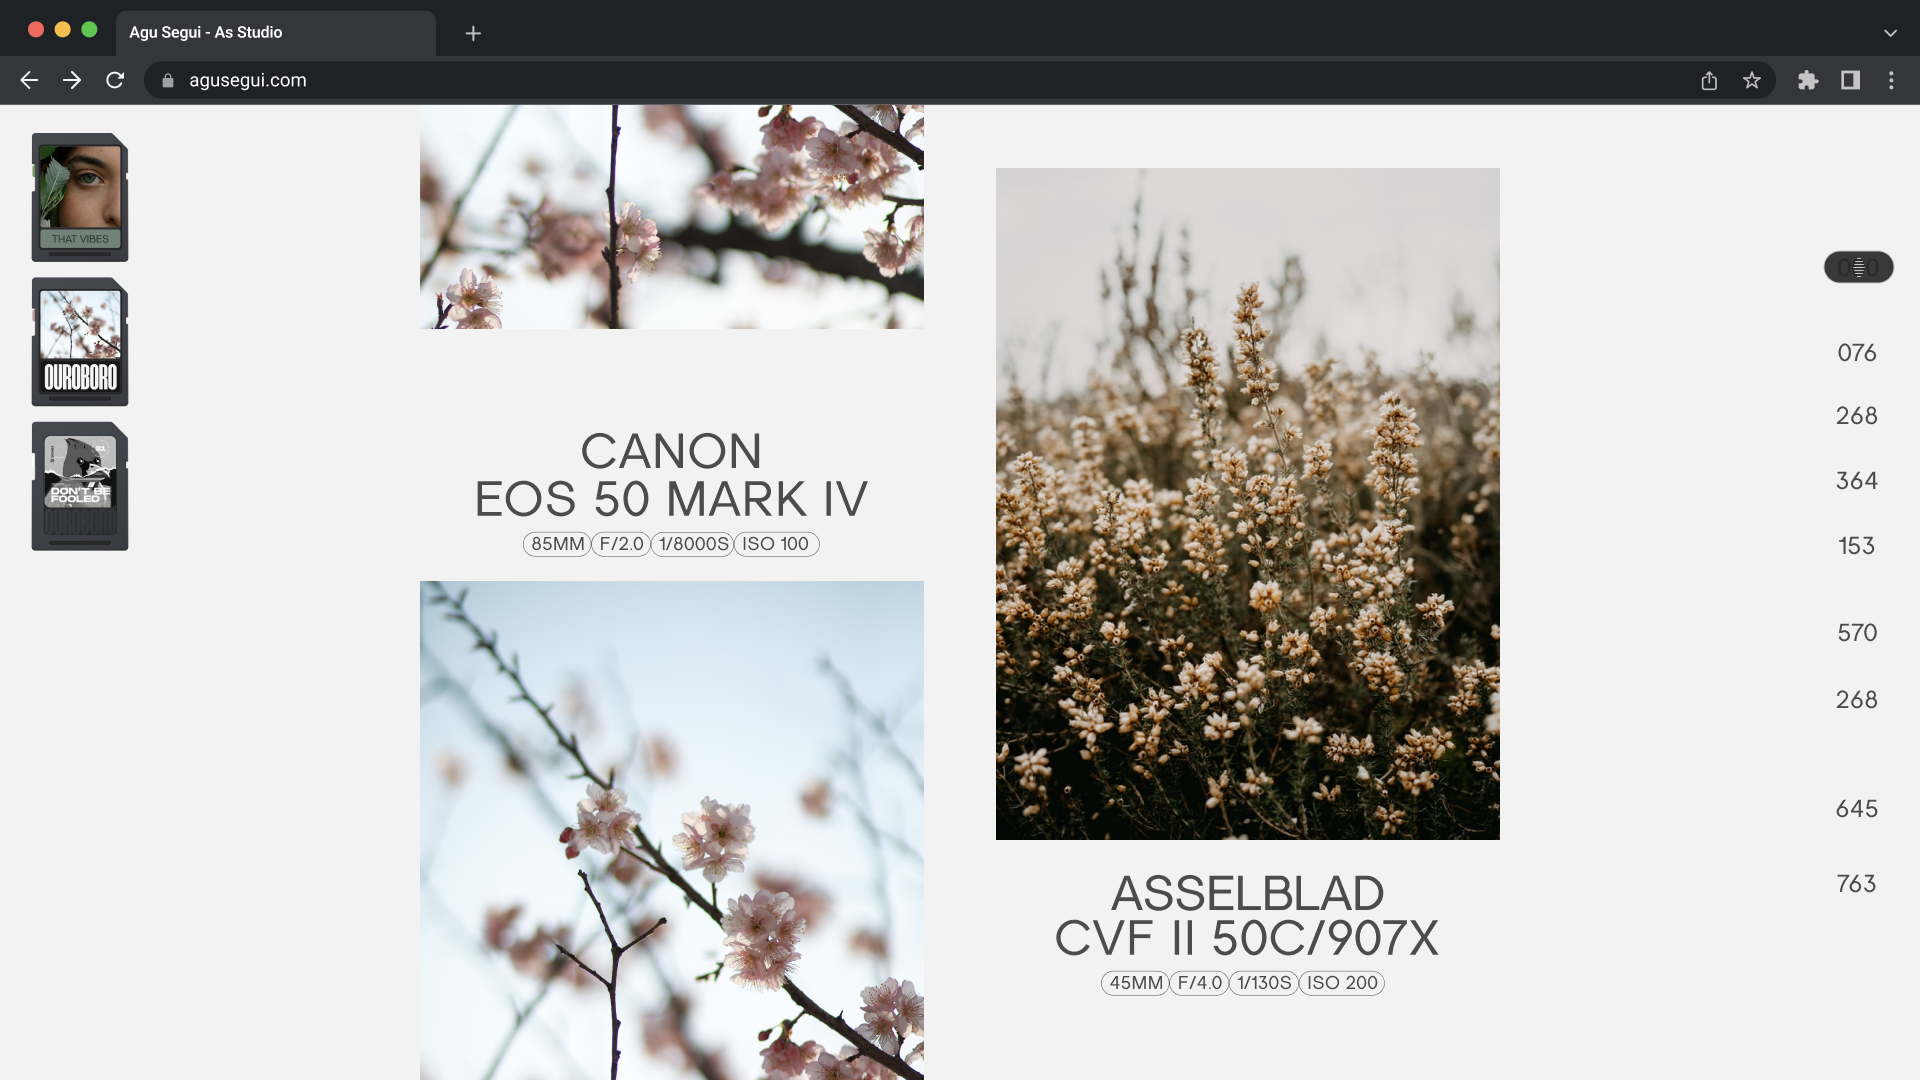 Agu Segui - As Studio
agusegui.com
THAT VIBES
OUROBORO
DON'T BE
FOOLED
CANON
EOS 50 MARK IV
85MM F/2.0 1/8000S ISO 100
ASSELBLAD
CVF II 50C/907X
45MM F/4.0 1/130S ISO 200
076
268
364
153
570
268
645
763